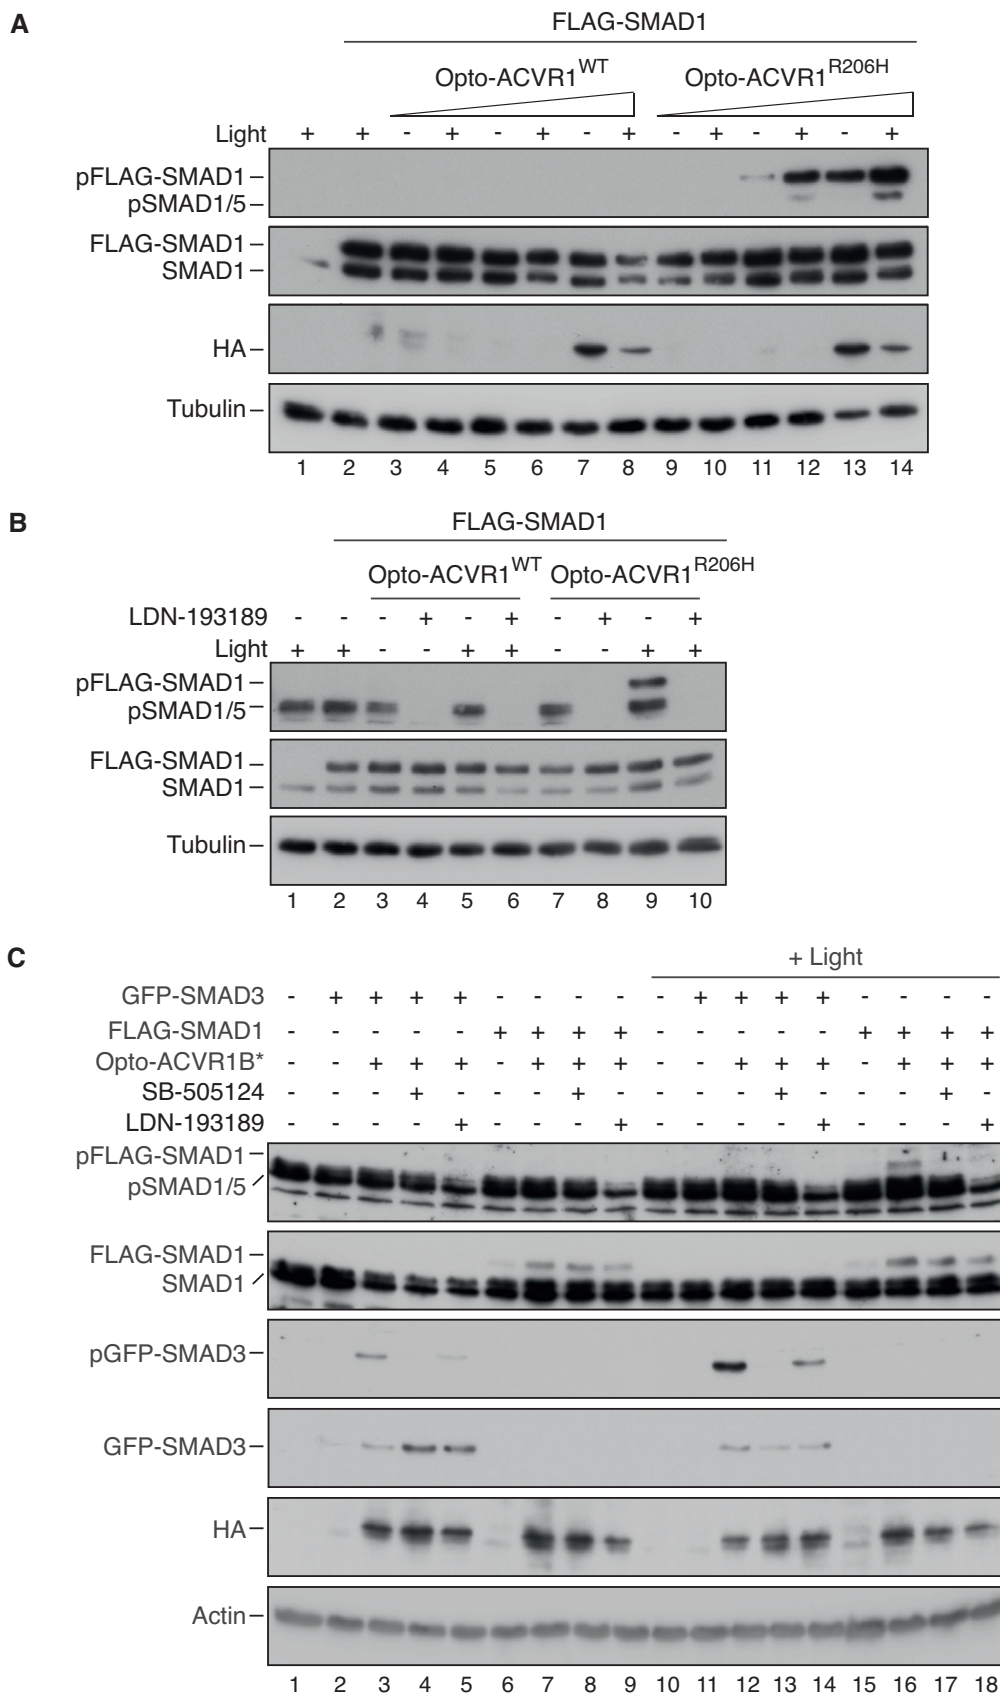 A
FLAG-SMAD1
Opto-ACVR1WT Opto-ACVR1R206H
Light + + - + - + - + - + - + - +
pFLAG-SMAD1
pSMAD1/5
FLAG-SMAD1
SMAD1
HA
Tubulin
1 2 3 4 5 6 7 8 9 10 11 12 13 14
B
FLAG-SMAD1
Opto-ACVR1WT Opto-ACVR1R206H
LDN-193189 - - - + - + - + - +
Light + + - - + + - - + +
pFLAG-SMAD1
pSMAD1/5
FLAG-SMAD1
SMAD1
Tubulin
1 2 3 4 5 6 7 8 9 10
C
+ Light
GFP-SMAD3 - + + + + - - - - - + + + + - - - -
FLAG-SMAD1 - - - - - + + + + - - - - - + + + +
Opto-ACVR1B* - - + + + - + + + - - + + + - + + +
SB-505124 - - - + - - - + - - - - + - - - + -
LDN-193189 - - - - + - - - + - - - - + - - - +
pFLAG-SMAD1
pSMAD1/5
FLAG-SMAD1
SMAD1
pGFP-SMAD3
GFP-SMAD3
HA
Actin
1 2 3 4 5 6 7 8 9 10 11 12 13 14 15 16 17 18